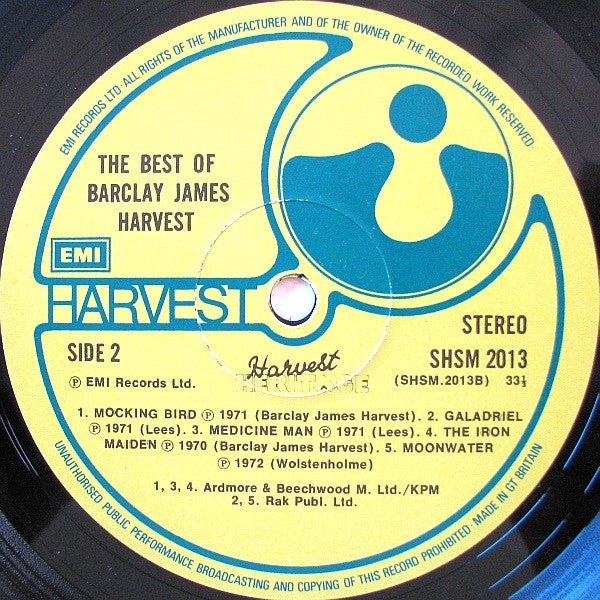 EMI RECORDS LTD·ALL RIGHTS OF THE MANUFACTURER AND OF THE OWNER OF THE RECORDED WORK RESERVED·
THE BEST OF
BARCLAY JAMES
HARVEST
EMI
HARVEST
SIDE 2
STEREO
SHSM 2013
Ⓟ EMI Records Ltd.
Harvest
HERITAGE
(SHSM.2013B) 33⅓
1. MOCKING BIRD Ⓟ 1971 (Barclay James Harvest). 2. GALADRIEL
Ⓟ 1971 (Lees). 3. MEDICINE MAN Ⓟ 1971 (Lees). 4. THE IRON
MAIDEN Ⓟ 1970 (Barclay James Harvest). 5. MOONWATER
Ⓟ 1972 (Wolstenholme)
1, 3, 4. Ardmore & Beechwood M. Ltd./KPM
2, 5. Rak Publ. Ltd.
UNAUTHORISED PUBLIC PERFORMANCE BROADCASTING AND COPYING OF THIS RECORD PROHIBITED·MADE IN GT BRITAIN